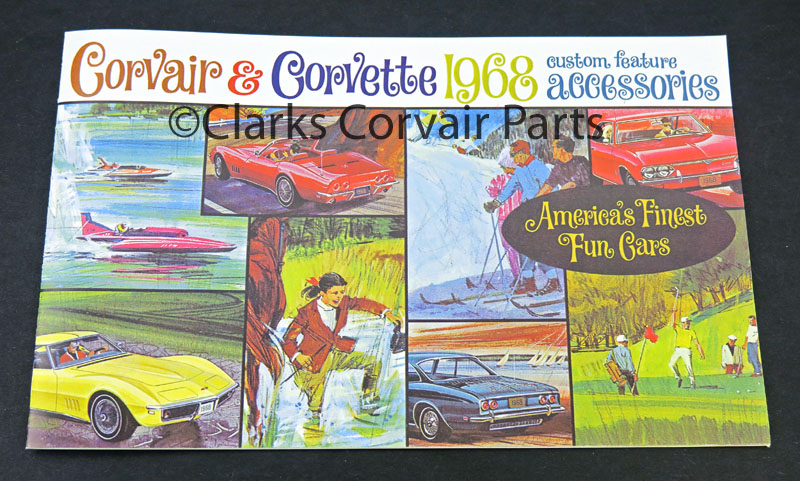 Corvair & Corvette 1968 custom feature accessories
©Clarks Corvair Parts
America's Finest
Fun Cars